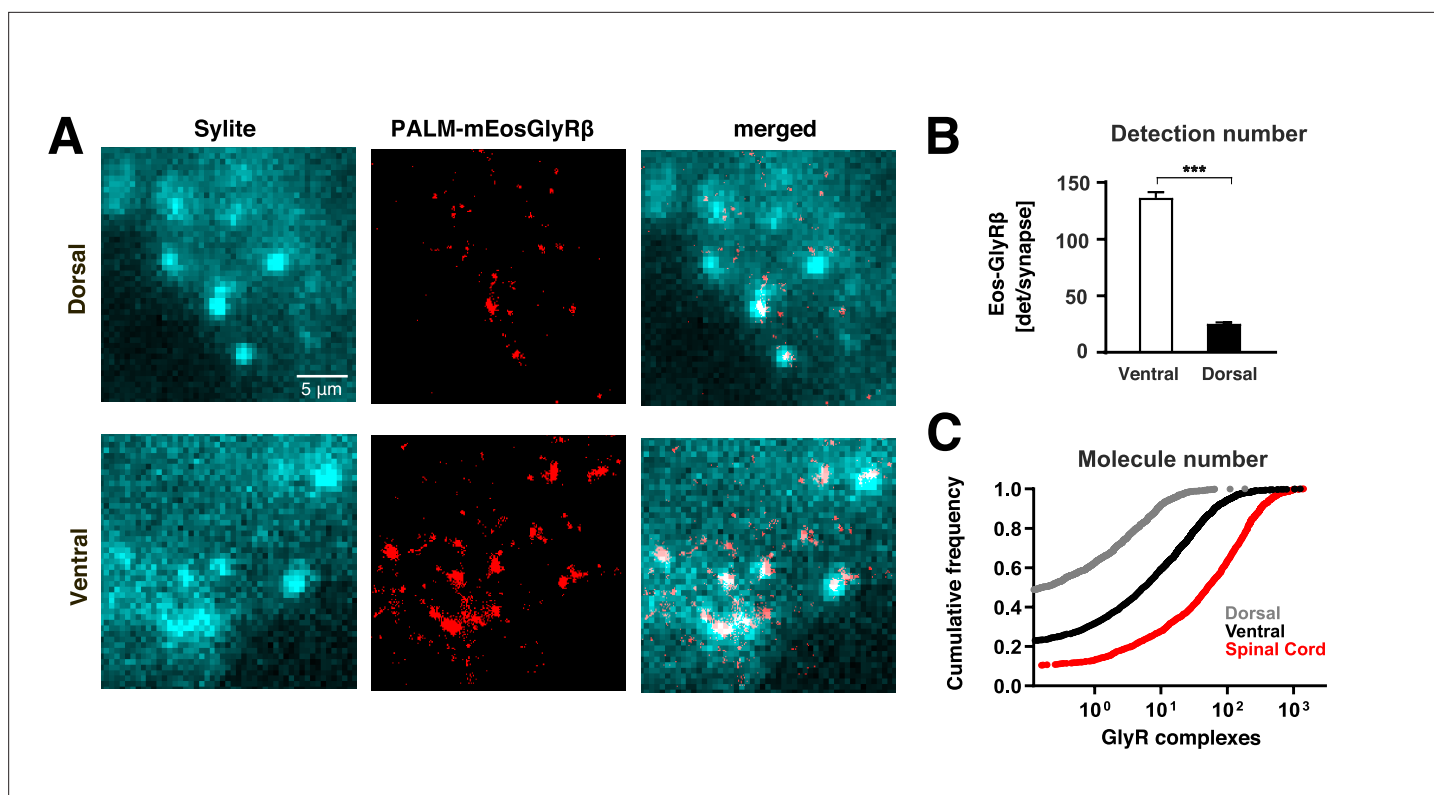 A
Sylite
PALM-mEosGlyRβ
merged
Dorsal
5 µm
Ventral
B
Detection number
***
Eos-GlyRβ
[det/synapse]
150
100
50
0
Ventral
Dorsal
C
Molecule number
Cumulative frequency
1.0
0.8
0.6
0.4
0.2
0.0
Dorsal
Ventral
Spinal Cord
10⁰
10¹
10²
10³
GlyR complexes